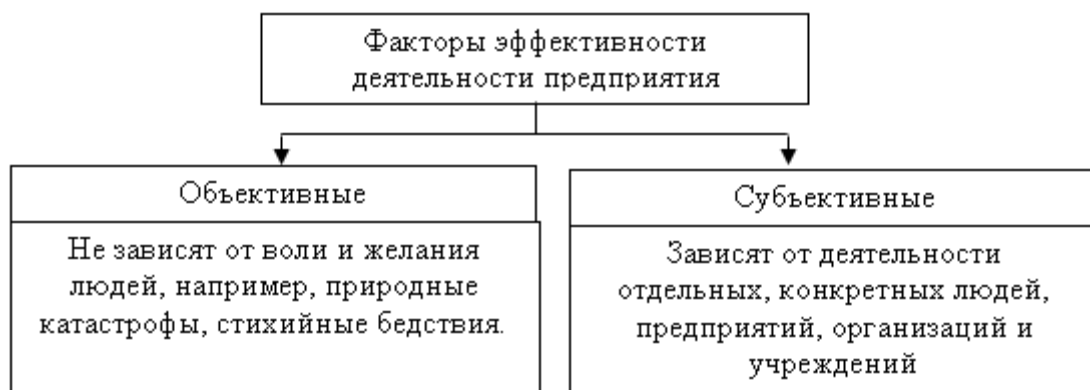 Факторы эффективности
деятельности предприятия
Объективные
Не зависят от воли и желания
людей, например, природные
катастрофы, стихийные бедствия.
Субъективные
Зависят от деятельности
отдельных, конкретных людей,
предприятий, организаций и
учреждений